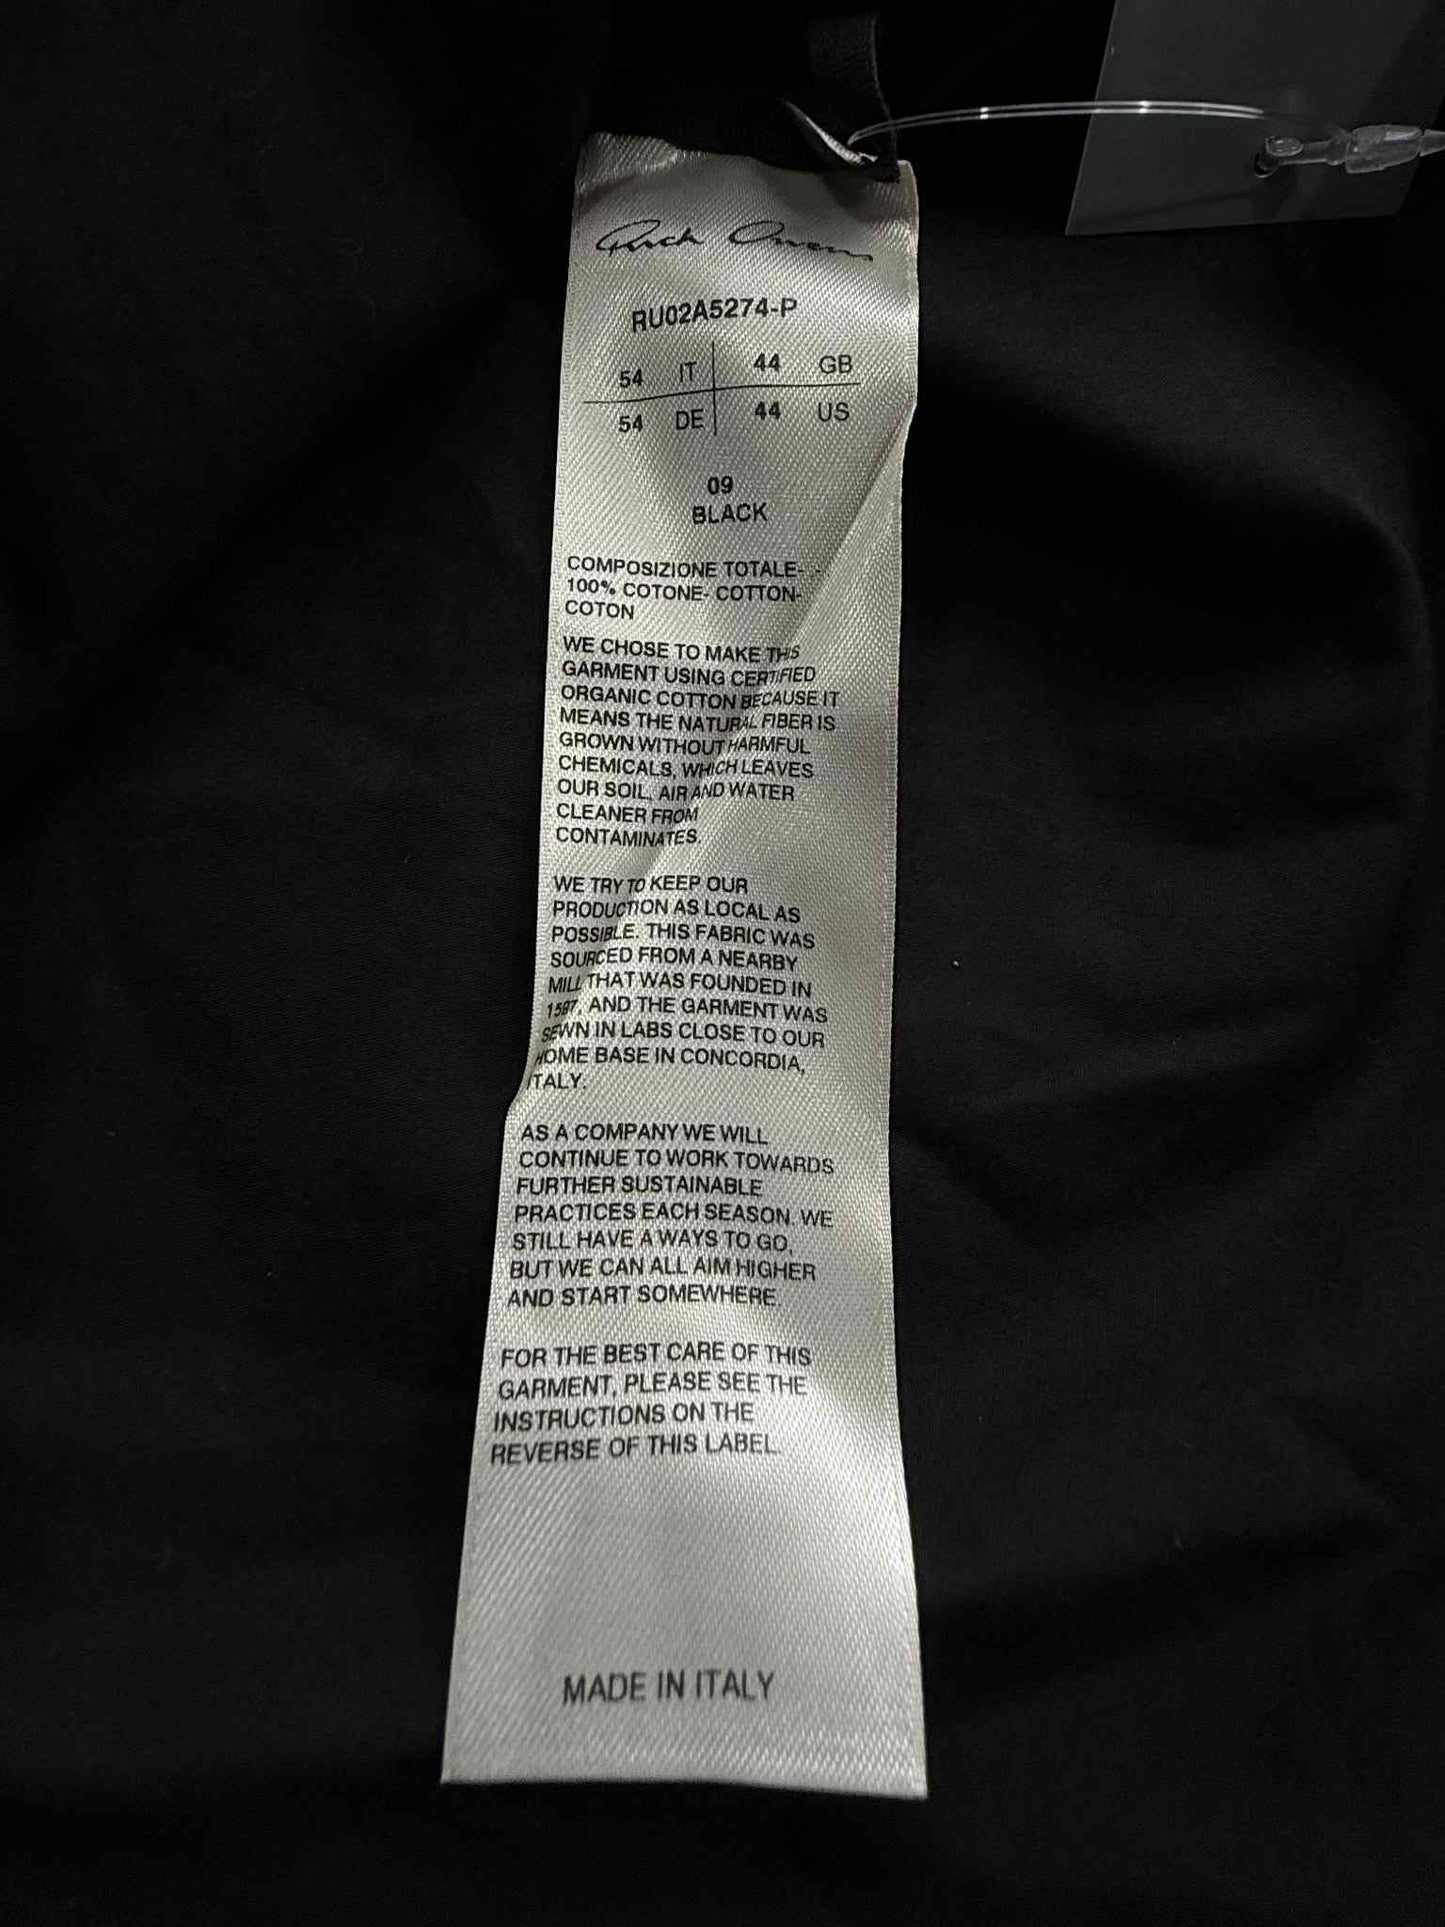 Rick Owens
RU02A5274-P
54 IT 44 GB
54 DE 44 US
09
BLACK
COMPOSIZIONE TOTALE- -
100% COTONE- COTTON-
COTON
WE CHOSE TO MAKE THIS
GARMENT USING CERTIFIED
ORGANIC COTTON BECAUSE IT
MEANS THE NATURAL FIBER IS
GROWN WITHOUT HARMFUL
CHEMICALS, WHICH LEAVES
OUR SOIL, AIR AND WATER
CLEANER FROM
CONTAMINATES.
WE TRY TO KEEP OUR
PRODUCTION AS LOCAL AS
POSSIBLE. THIS FABRIC WAS
SOURCED FROM A NEARBY
MILL THAT WAS FOUNDED IN
AND THE GARMENT WAS
SEWN IN LABS CLOSE TO OUR
HOME BASE IN CONCORDIA,
ITALY.
AS A COMPANY WE WILL
CONTINUE TO WORK TOWARDS
FURTHER SUSTAINABLE
PRACTICES EACH SEASON. WE
STILL HAVE A WAYS TO GO,
BUT WE CAN ALL AIM HIGHER
AND START SOMEWHERE.
FOR THE BEST CARE OF THIS
GARMENT, PLEASE SEE THE
INSTRUCTIONS ON THE
REVERSE OF THIS LABEL.
MADE IN ITALY